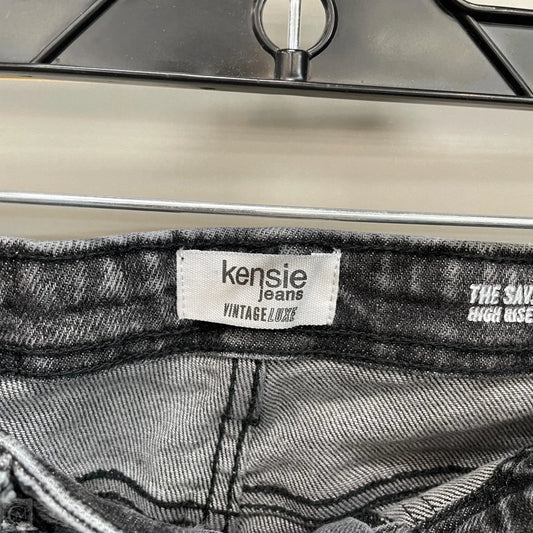 kensie
jeans
VINTAGE LUXE
THE SAV
HIGH RISE